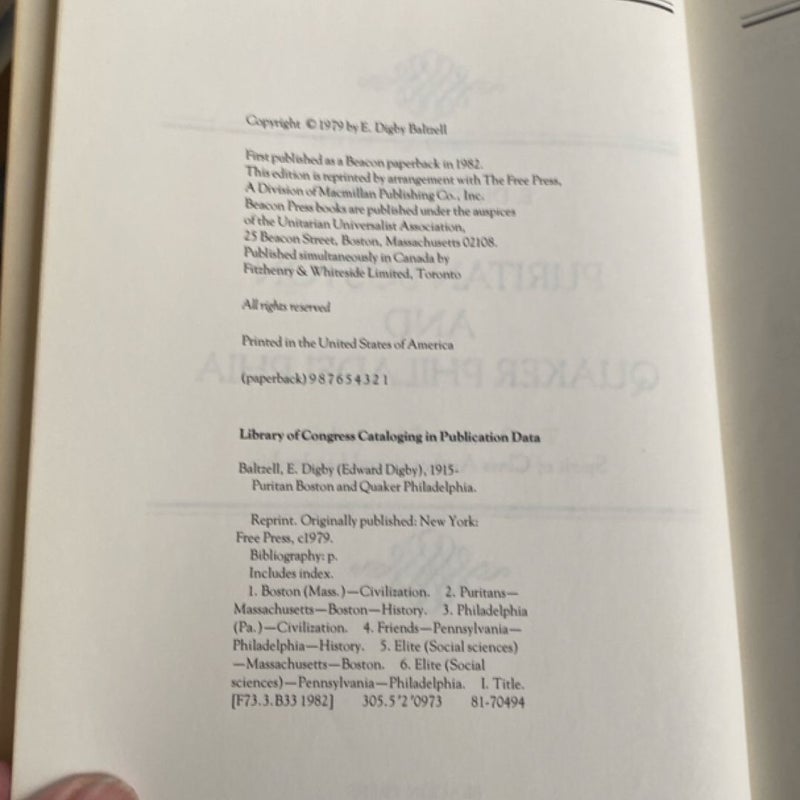 Copyright © 1979 by E. Digby Baltzell
First published as a Beacon paperback in 1982.
This edition is reprinted by arrangement with The Free Press,
A Division of Macmillan Publishing Co., Inc.
Beacon Press books are published under the auspices
of the Unitarian Universalist Association,
25 Beacon Street, Boston, Massachusetts 02108.
Published simultaneously in Canada by
Fitzhenry & Whiteside Limited, Toronto
All rights reserved
Printed in the United States of America
(paperback) 9 8 7 6 5 4 3 2 1
Library of Congress Cataloging in Publication Data
Baltzell, E. Digby (Edward Digby), 1915-
Puritan Boston and Quaker Philadelphia.
Reprint. Originally published: New York:
Free Press, c1979.
Bibliography: p.
Includes index.
1. Boston (Mass.)—Civilization. 2. Puritans—
Massachusetts—Boston—History. 3. Philadelphia
(Pa.)—Civilization. 4. Friends—Pennsylvania—
Philadelphia—History. 5. Elite (Social sciences)
—Massachusetts—Boston. 6. Elite (Social
sciences)—Pennsylvania—Philadelphia. I. Title.
[F73.3.B33 1982] 305.5'2'0973 81-70494